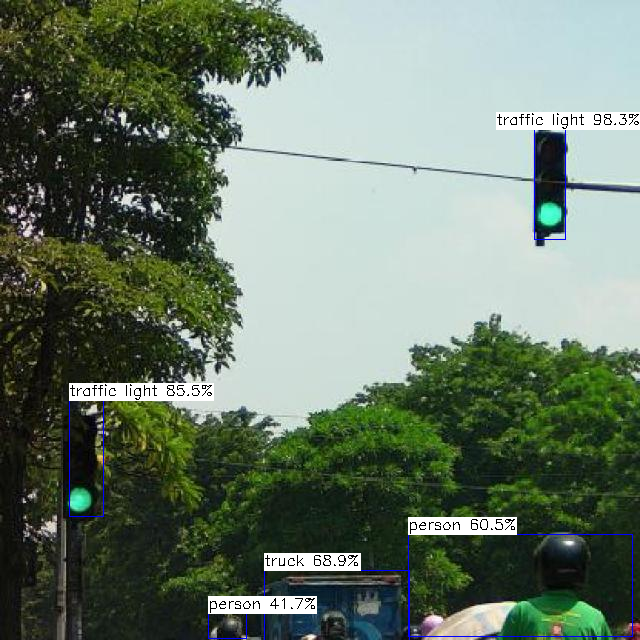 traffic light 98.3%
traffic light 85.5%
person 60.5%
truck 68.9%
person 41.7%